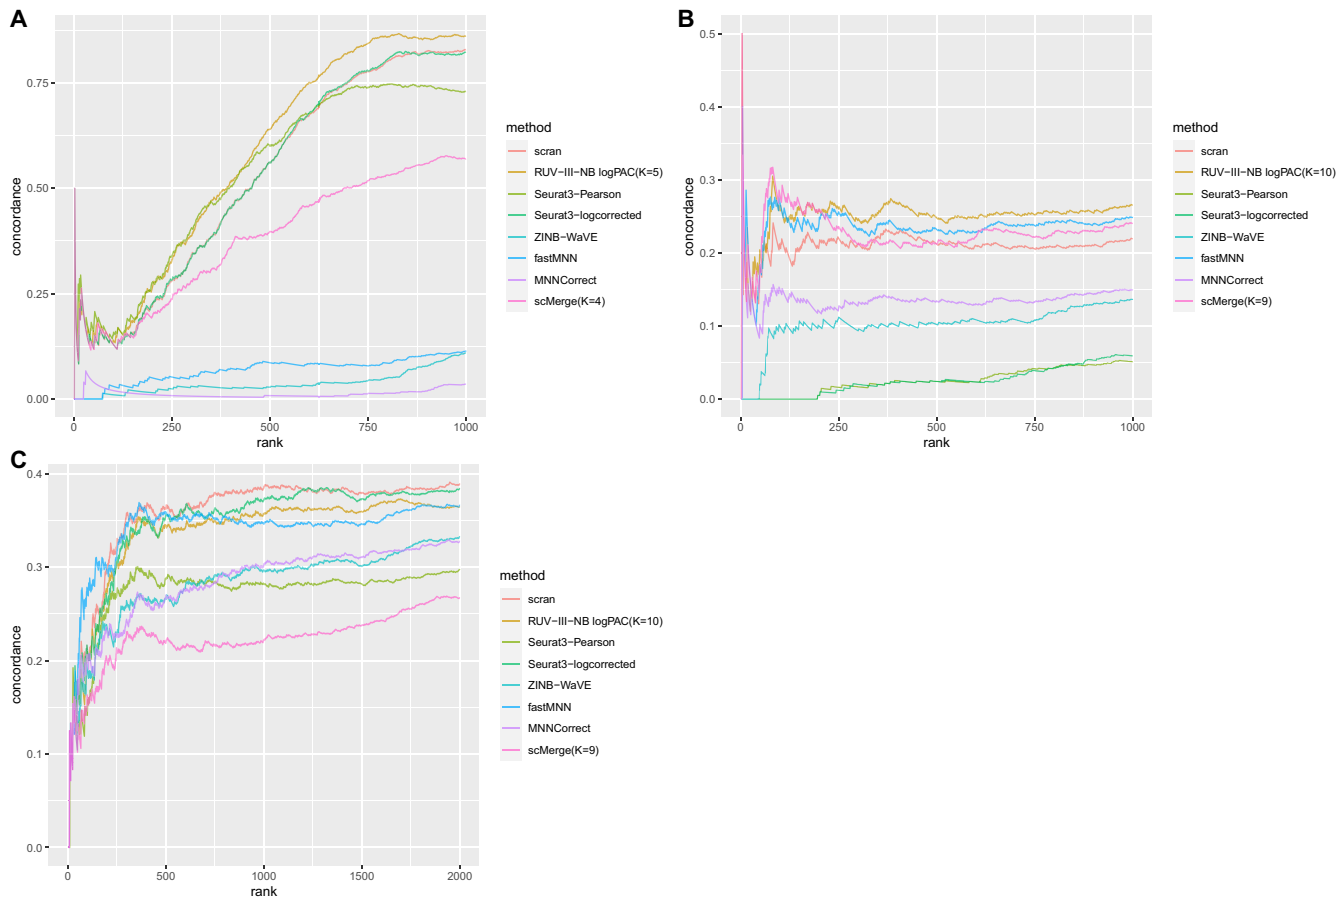 A
concordance
0.75
0.50
0.25
0.00
0
250
500
750
1000
rank
method
scran
RUV−III−NB logPAC(K=5)
Seurat3−Pearson
Seurat3−logcorrected
ZINB−WaVE
fastMNN
MNNCorrect
scMerge(K=4)
B
concordance
0.5
0.4
0.3
0.2
0.1
0.0
0
250
500
750
1000
rank
method
scran
RUV−III−NB logPAC(K=10)
Seurat3−Pearson
Seurat3−logcorrected
ZINB−WaVE
fastMNN
MNNCorrect
scMerge(K=9)
C
concordance
0.4
0.3
0.2
0.1
0.0
0
500
1000
1500
2000
rank
method
scran
RUV−III−NB logPAC(K=10)
Seurat3−Pearson
Seurat3−logcorrected
ZINB−WaVE
fastMNN
MNNCorrect
scMerge(K=9)